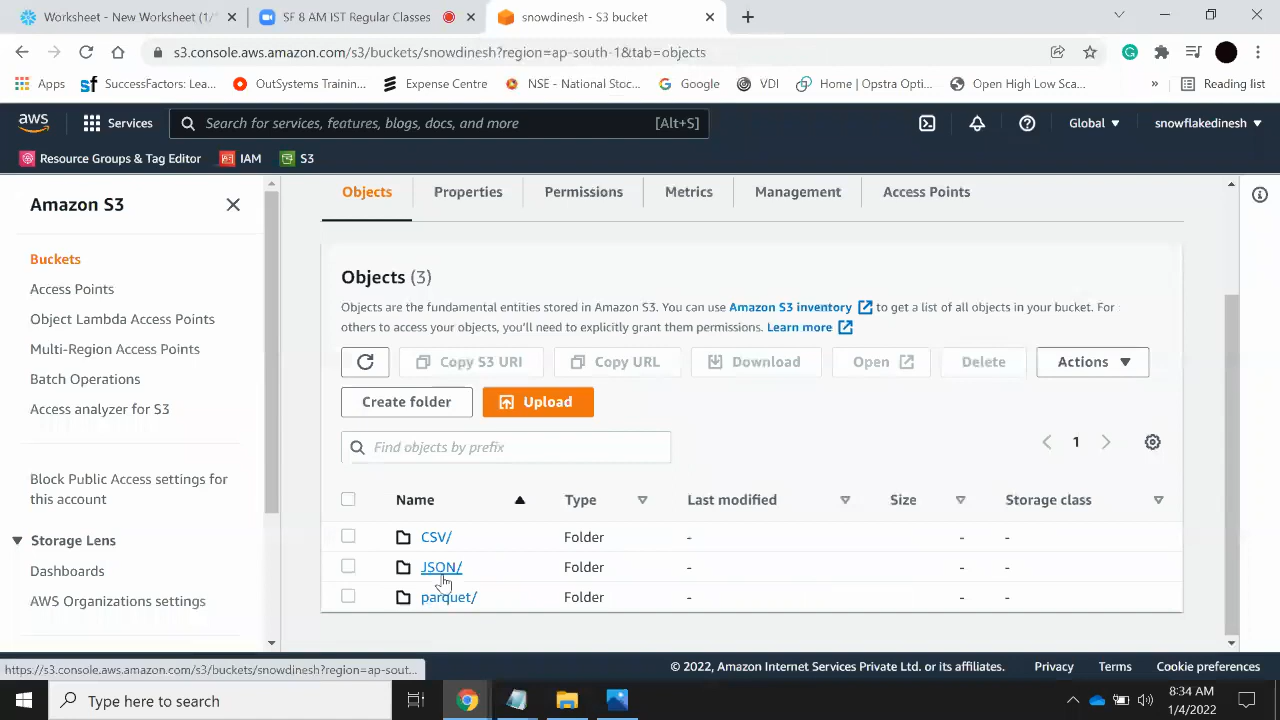 Worksheet - New Worksheet (1/
SF 8 AM IST Regular Classes
snowdinesh - S3 bucket
s3.console.aws.amazon.com/s3/buckets/snowdinesh?region=ap-south-1&tab=objects
Apps
SuccessFactors: Lea...
OutSystems Trainin...
Expense Centre
NSE - National Stoc...
Google
VDI
Home | Opstra Opti...
Open High Low Sca...
»
Reading list
aws
Services
Search for services, features, blogs, docs, and more
[Alt+S]
Global
snowflakedinesh
Resource Groups & Tag Editor
IAM
S3
Amazon S3
Buckets
Access Points
Object Lambda Access Points
Multi-Region Access Points
Batch Operations
Access analyzer for S3
Block Public Access settings for
this account
Storage Lens
Dashboards
AWS Organizations settings
Objects
Properties
Permissions
Metrics
Management
Access Points
Objects (3)
Objects are the fundamental entities stored in Amazon S3. You can use Amazon S3 inventory to get a list of all objects in your bucket. For
others to access your objects, you'll need to explicitly grant them permissions. Learn more
Copy S3 URI
Copy URL
Download
Open
Delete
Actions
Create folder
Upload
Find objects by prefix
1
Name
Type
Last modified
Size
Storage class
CSV/ Folder - - -
JSON/ Folder - - -
parquet/ Folder - - -
https://s3.console.aws.amazon.com/s3/buckets/snowdinesh?region=ap-sout...
© 2022, Amazon Internet Services Private Ltd. or its affiliates.
Privacy
Terms
Cookie preferences
Type here to search
8:34 AM
1/4/2022